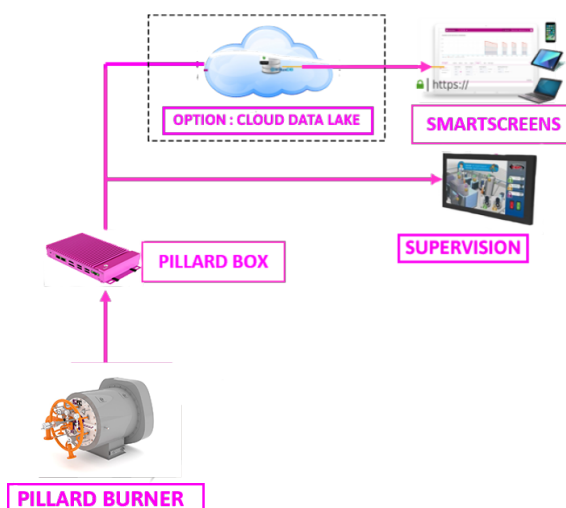 https://
OPTION : CLOUD DATA LAKE
SMARTSCREENS
SUPERVISION
PILLARD BOX
PILLARD BURNER